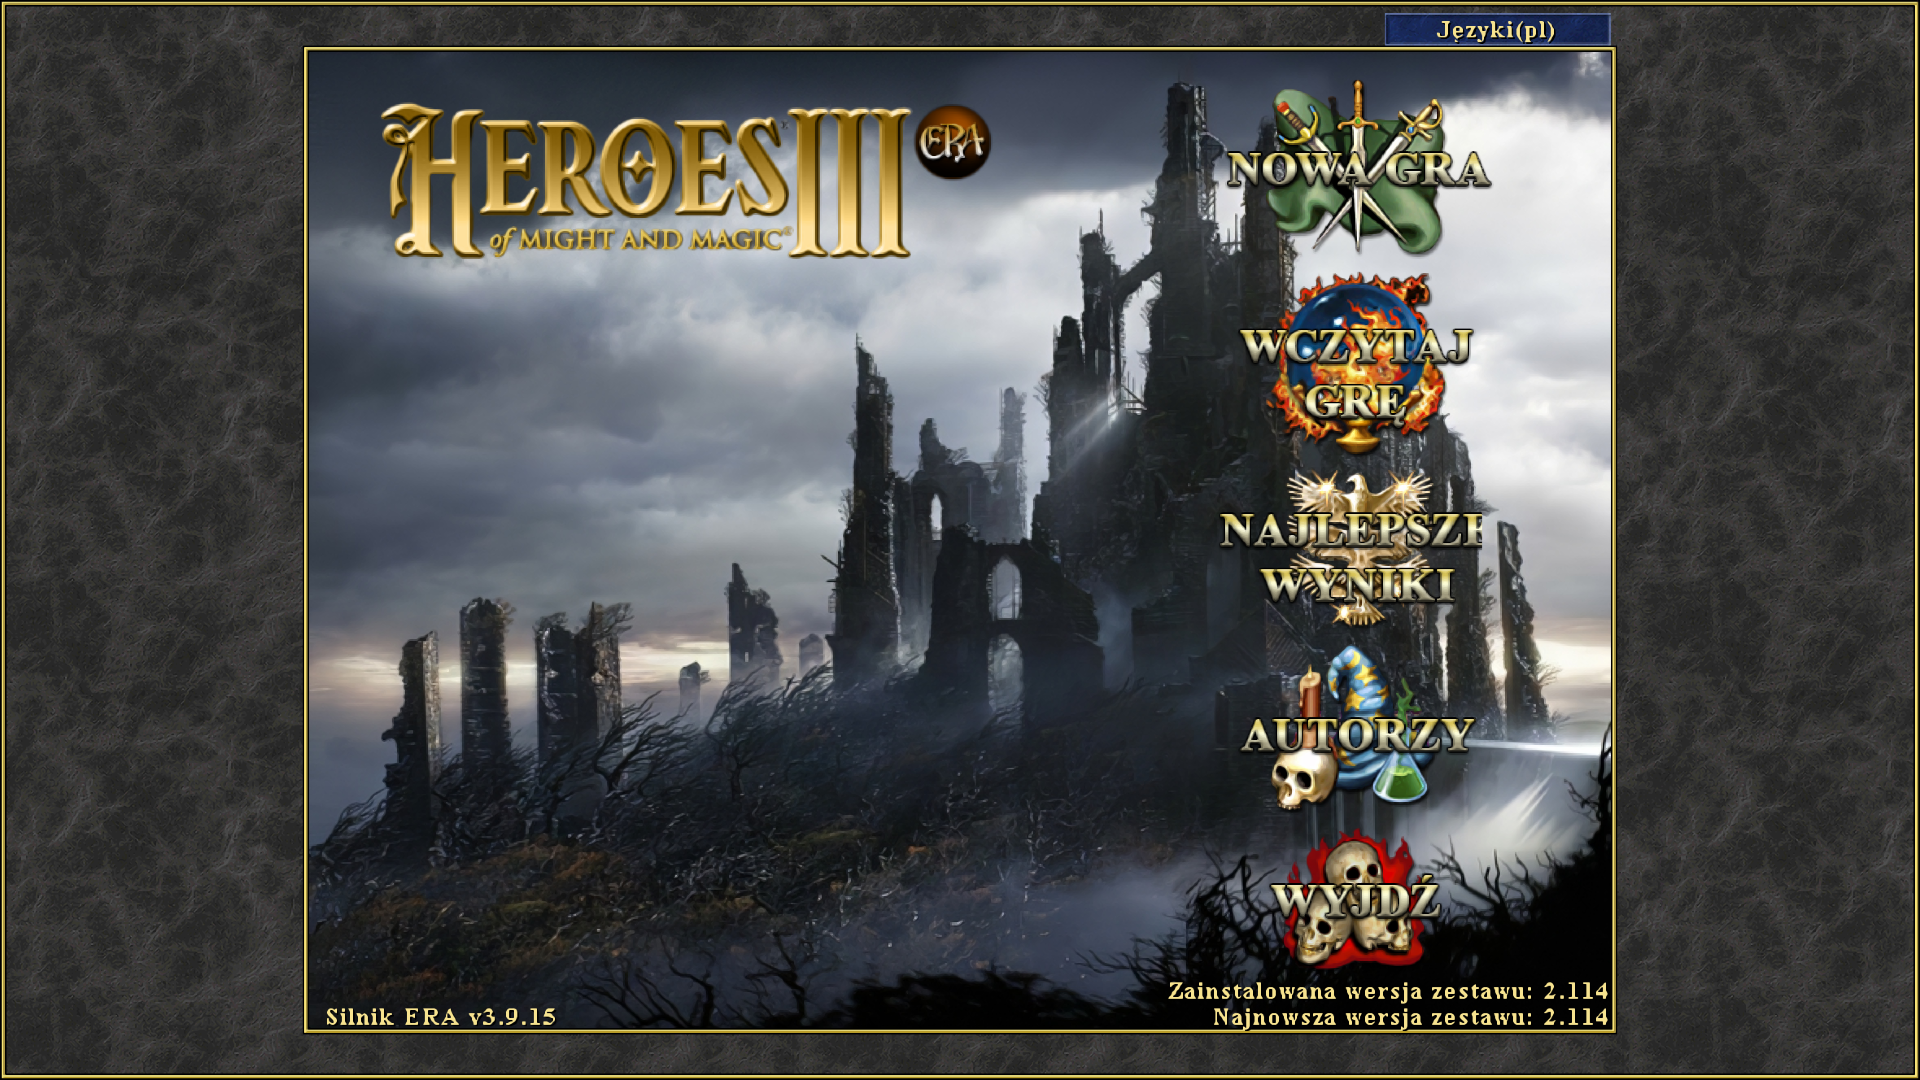 Języki(pl)
HEROES III
of MIGHT AND MAGIC®
ERA
NOWA GRA
WCZYTAJ
GRĘ
NAJLEPSZE
WYNIKI
AUTORZY
WYJDŹ
Zainstalowana wersja zestawu: 2.114
Silnik ERA v3.9.15
Najnowsza wersja zestawu: 2.114